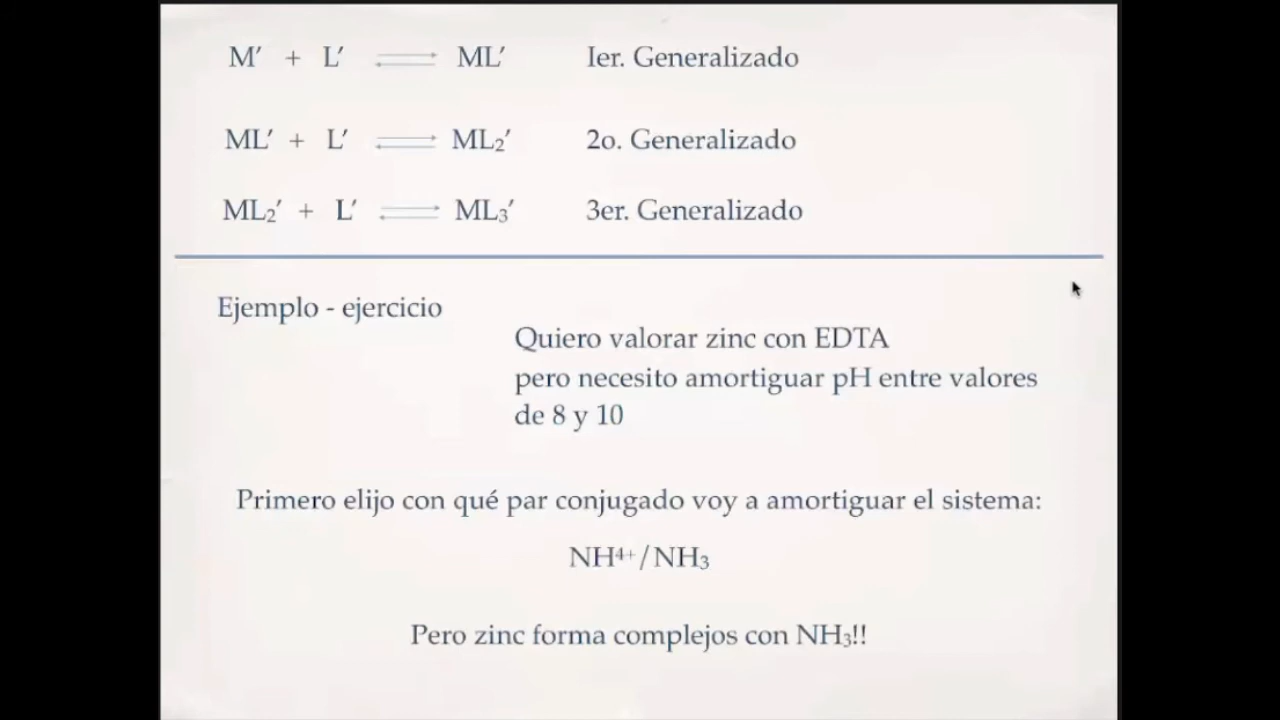 M′ + L′ ⇌ ML′ 1er. Generalizado
ML′ + L′ ⇌ ML₂′ 2o. Generalizado
ML₂′ + L′ ⇌ ML₃′ 3er. Generalizado
Ejemplo - ejercicio
Quiero valorar zinc con EDTA
pero necesito amortiguar pH entre valores
de 8 y 10
Primero elijo con qué par conjugado voy a amortiguar el sistema:
NH⁴⁺/NH₃
Pero zinc forma complejos con NH₃!!